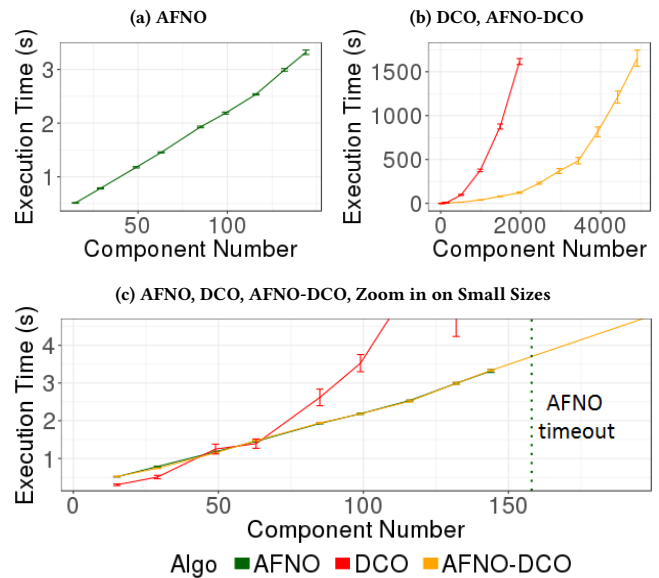 (a) AFNO
Execution Time (s)
3
2
1
50 100
Component Number
(b) DCO, AFNO-DCO
Execution Time (s)
1500
1000
500
0
0 2000 4000
Component Number
(c) AFNO, DCO, AFNO-DCO, Zoom in on Small Sizes
Execution Time (s)
4
3
2
1
AFNO
timeout
0 50 100 150
Component Number
Algo AFNO DCO AFNO-DCO